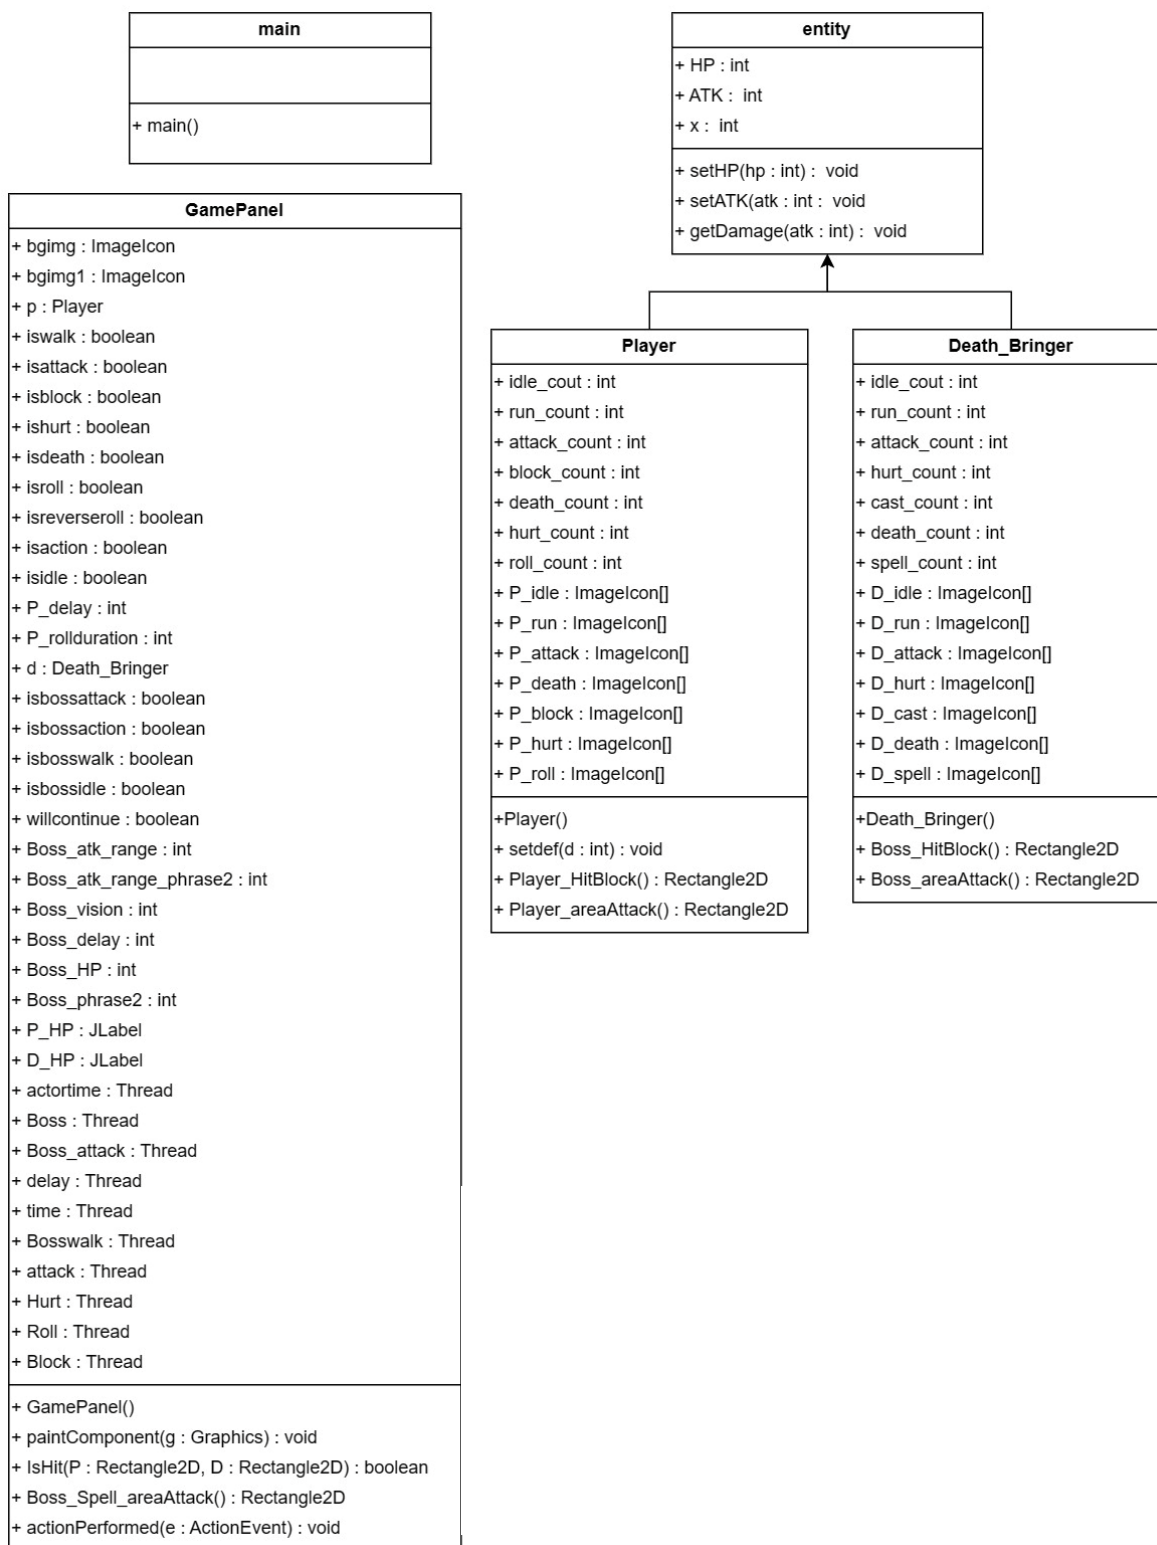 main
+ main()
entity
+ HP : int
+ ATK :  int
+ x :  int
+ setHP(hp : int) :  void
+ setATK(atk : int :  void
+ getDamage(atk : int) :  void
GamePanel
+ bgimg : ImageIcon
+ bgimg1 : ImageIcon
+ p : Player
+ iswalk : boolean
+ isattack : boolean
+ isblock : boolean
+ ishurt : boolean
+ isdeath : boolean
+ isroll : boolean
+ isreverseroll : boolean
+ isaction : boolean
+ isidle : boolean
+ P_delay : int
+ P_rollduration : int
+ d : Death_Bringer
+ isbossattack : boolean
+ isbossaction : boolean
+ isbosswalk : boolean
+ isbossidle : boolean
+ willcontinue : boolean
+ Boss_atk_range : int
+ Boss_atk_range_phrase2 : int
+ Boss_vision : int
+ Boss_delay : int
+ Boss_HP : int
+ Boss_phrase2 : int
+ P_HP : JLabel
+ D_HP : JLabel
+ actortime : Thread
+ Boss : Thread
+ Boss_attack : Thread
+ delay : Thread
+ time : Thread
+ Bosswalk : Thread
+ attack : Thread
+ Hurt : Thread
+ Roll : Thread
+ Block : Thread
+ GamePanel()
+ paintComponent(g : Graphics) : void
+ IsHit(P : Rectangle2D, D : Rectangle2D) : boolean
+ Boss_Spell_areaAttack() : Rectangle2D
+ actionPerformed(e : ActionEvent) : void
Player
+ idle_cout : int
+ run_count : int
+ attack_count : int
+ block_count : int
+ death_count : int
+ hurt_count : int
+ roll_count : int
+ P_idle : ImageIcon[]
+ P_run : ImageIcon[]
+ P_attack : ImageIcon[]
+ P_death : ImageIcon[]
+ P_block : ImageIcon[]
+ P_hurt : ImageIcon[]
+ P_roll : ImageIcon[]
+Player()
+ setdef(d : int) : void
+ Player_HitBlock() : Rectangle2D
+ Player_areaAttack() : Rectangle2D
Death_Bringer
+ idle_cout : int
+ run_count : int
+ attack_count : int
+ hurt_count : int
+ cast_count : int
+ death_count : int
+ spell_count : int
+ D_idle : ImageIcon[]
+ D_run : ImageIcon[]
+ D_attack : ImageIcon[]
+ D_hurt : ImageIcon[]
+ D_cast : ImageIcon[]
+ D_death : ImageIcon[]
+ D_spell : ImageIcon[]
+Death_Bringer()
+ Boss_HitBlock() : Rectangle2D
+ Boss_areaAttack() : Rectangle2D